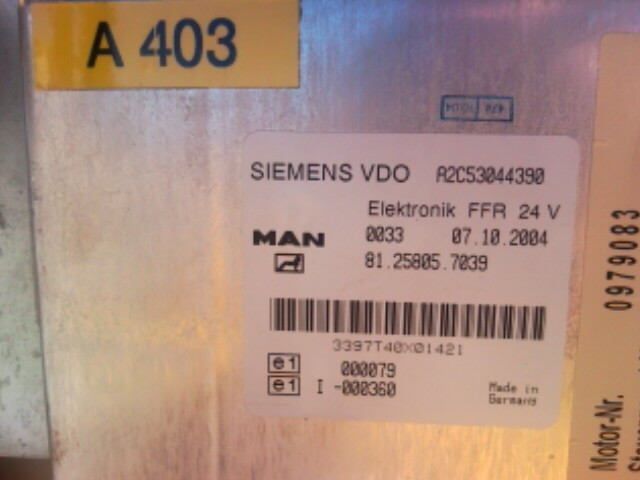 A 403
SIEMENS VDO A2C53044390
Elektronik FFR 24 V
MAN 0033 07.10.2004
81.25805.7039
3397T40X01421
e1 000079
e1 I -000360
Made in
Germany
0979083
Motor-Nr.